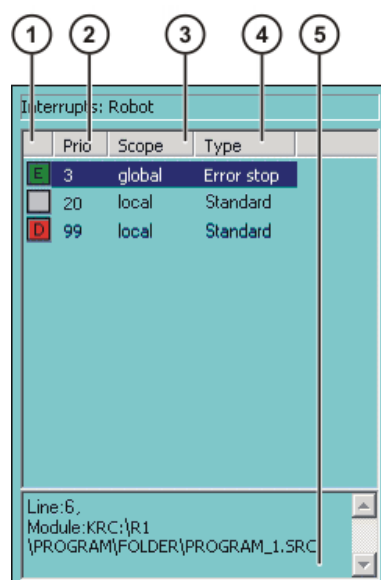 1 2 3 4 5
Interrupts: Robot
Prio Scope Type
E 3 global Error stop
20 local Standard
D 99 local Standard
Line:6,
Module:KRC:\R1
\PROGRAM\FOLDER\PROGRAM_1.SRC